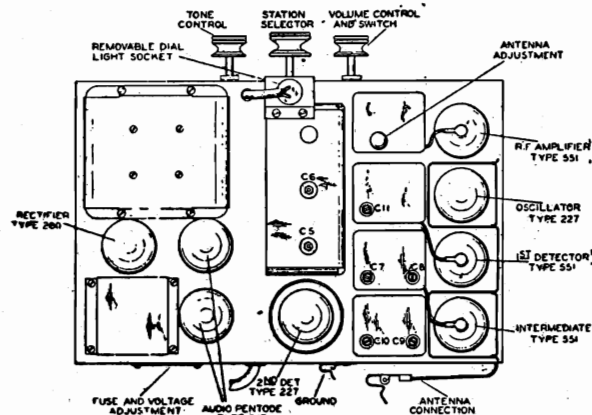 TONE
CONTROL
STATION
SELECTOR
VOLUME CONTROL
AND SWITCH
REMOVABLE DIAL
LIGHT SOCKET
ANTENNA
ADJUSTMENT
R.F AMPLIFIER
TYPE 551
C6
C11
OSCILLATOR
TYPE 227
RECTIFIER
TYPE 280
C5
1ST DETECTOR
TYPE 551
C7
C8
INTERMEDIATE
TYPE 551
C10
C9
2ND DET
TYPE 227
GROUND
FUSE AND VOLTAGE
ADJUSTMENT
AUDIO PENTODE
ANTENNA
CONNECTION